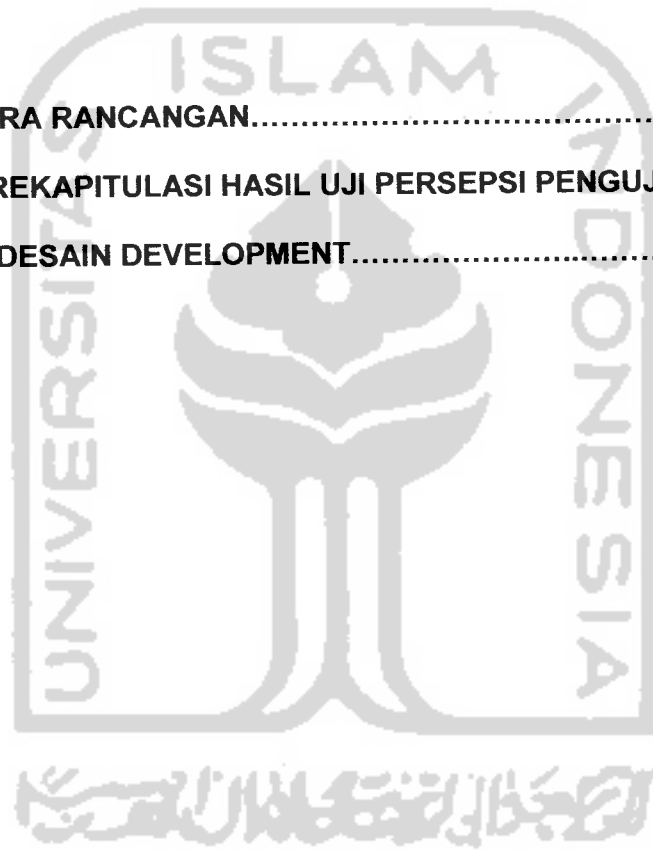 ISLAM
UNIVERSITAS
INDONESIA
RA RANCANGAN..........................................
REKAPITULASI HASIL UJI PERSEPSI PENGUJ
DESAIN DEVELOPMENT................................